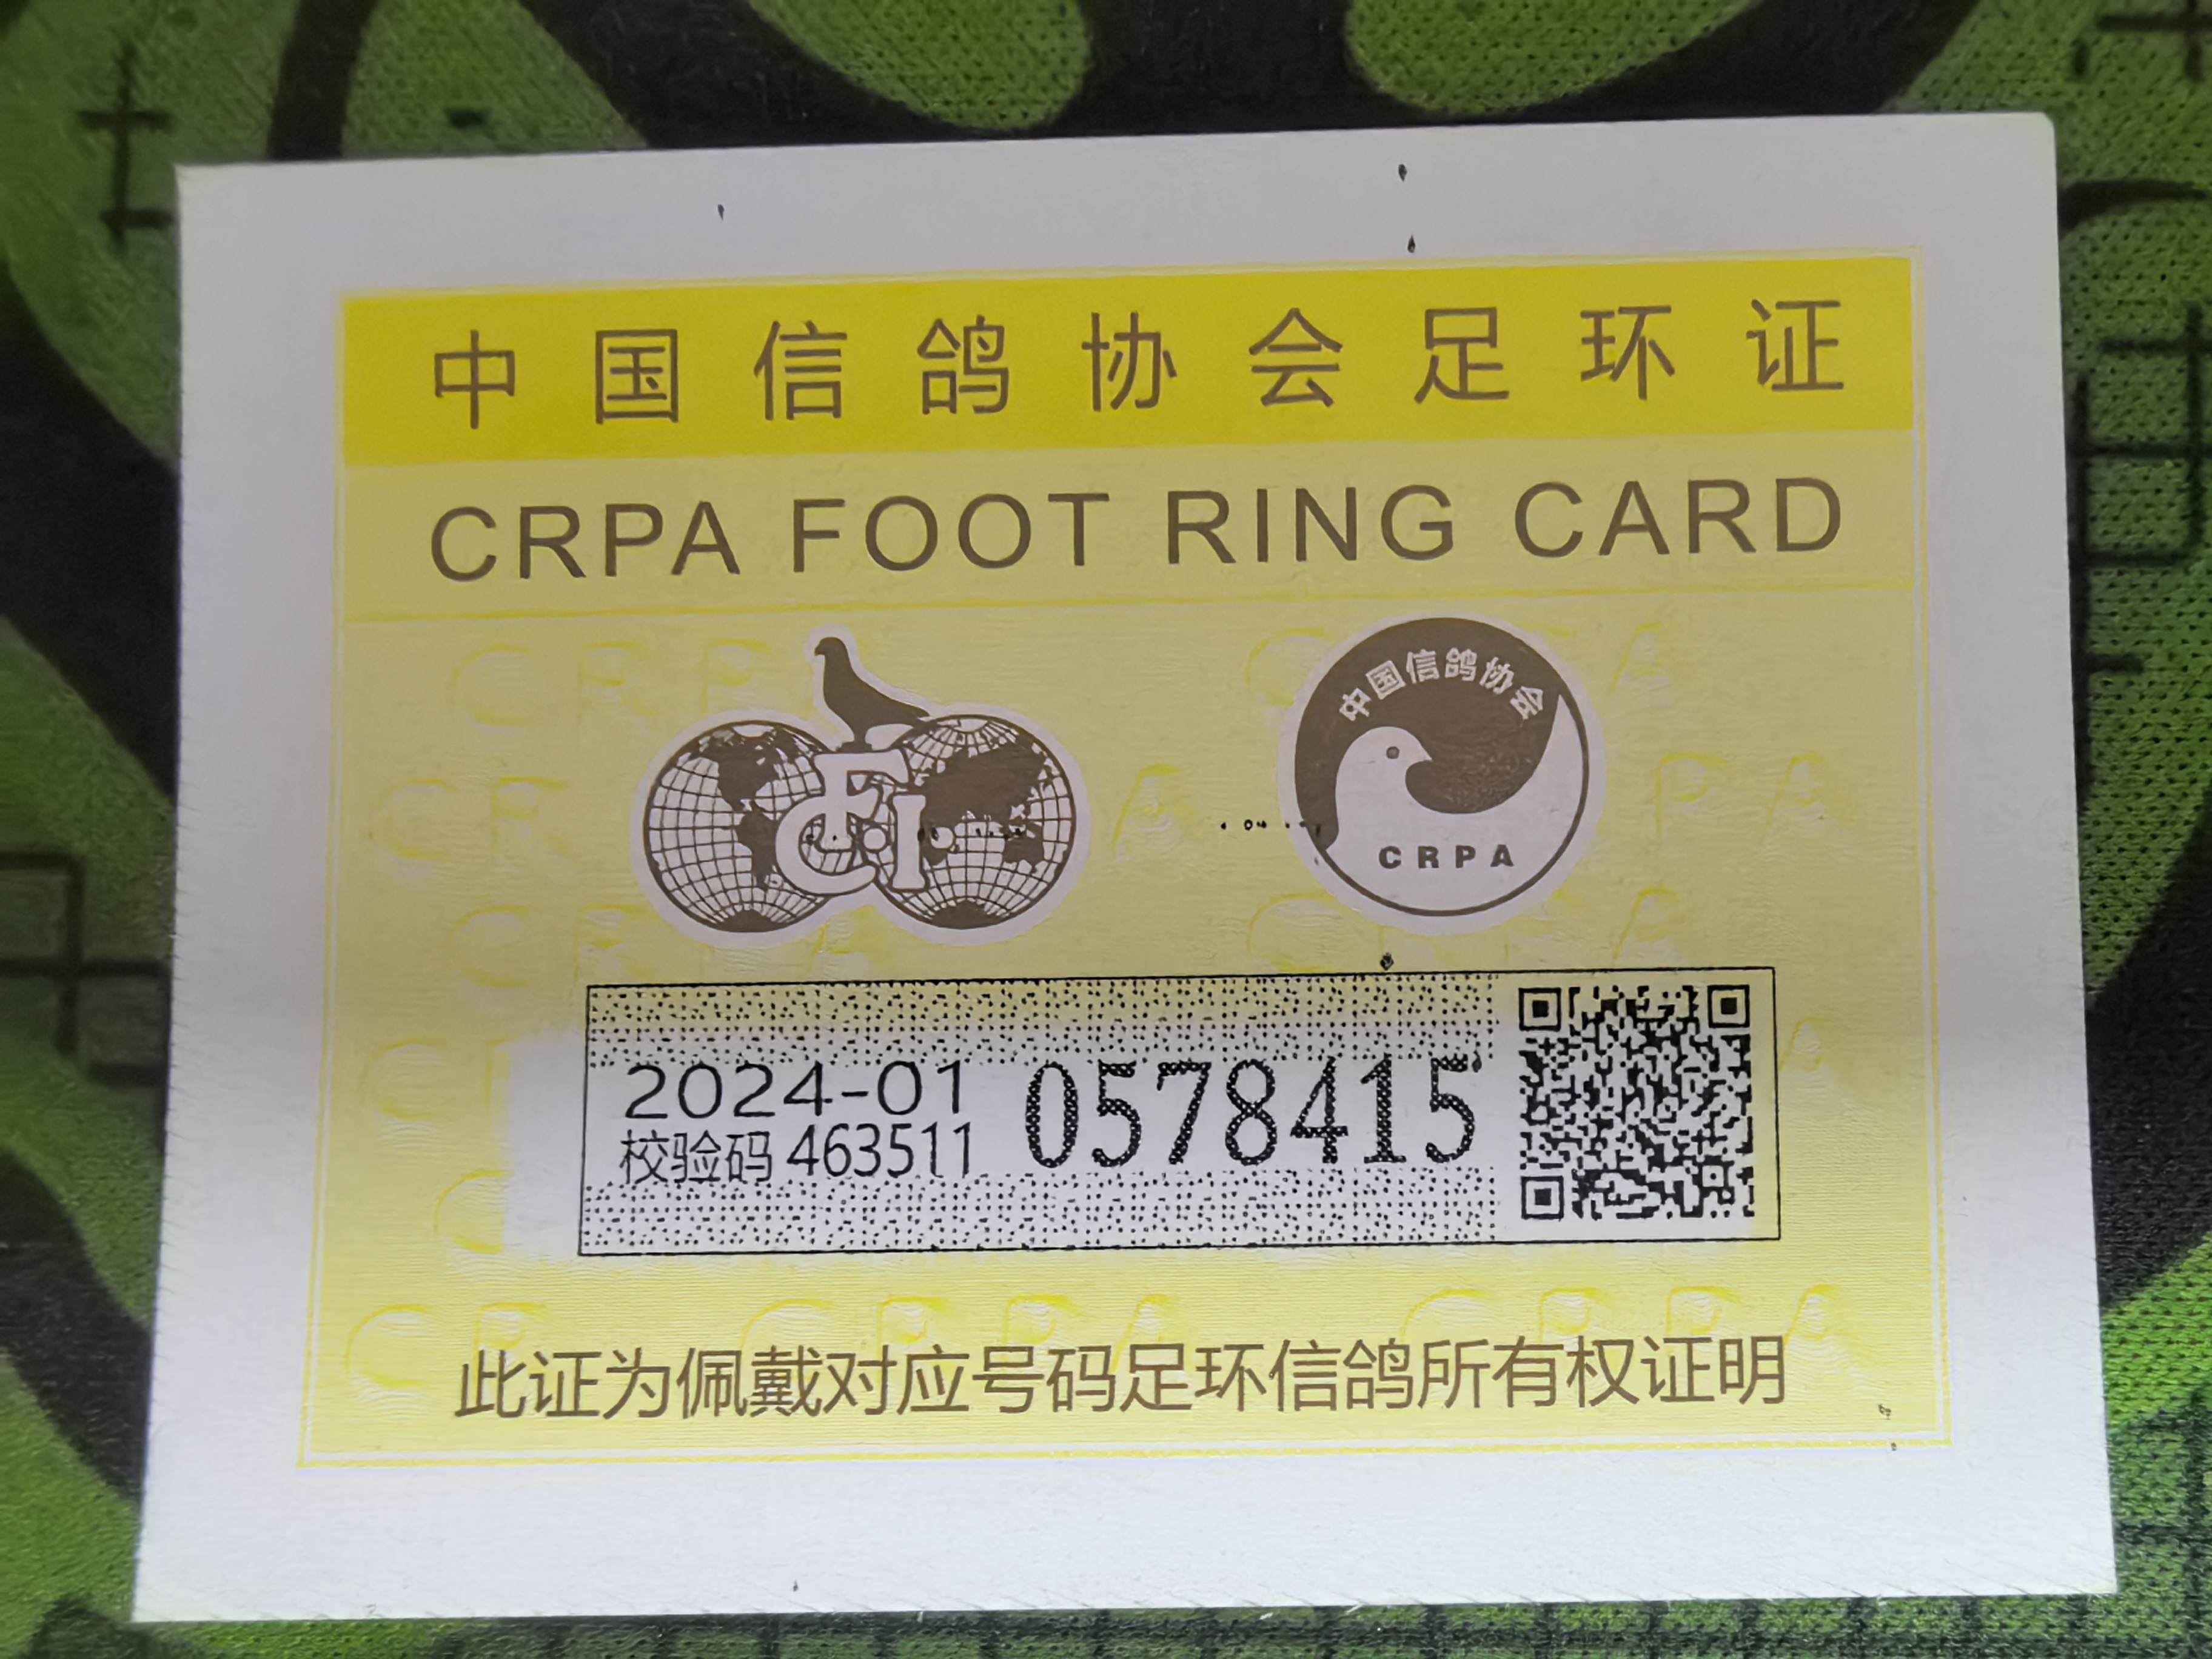 中国信鸽协会足环证
CRPA FOOT RING CARD
FCI
中国信鸽协会
CRPA
2024-01 0578415
校验码 463511
此证为佩戴对应号码足环信鸽所有权证明